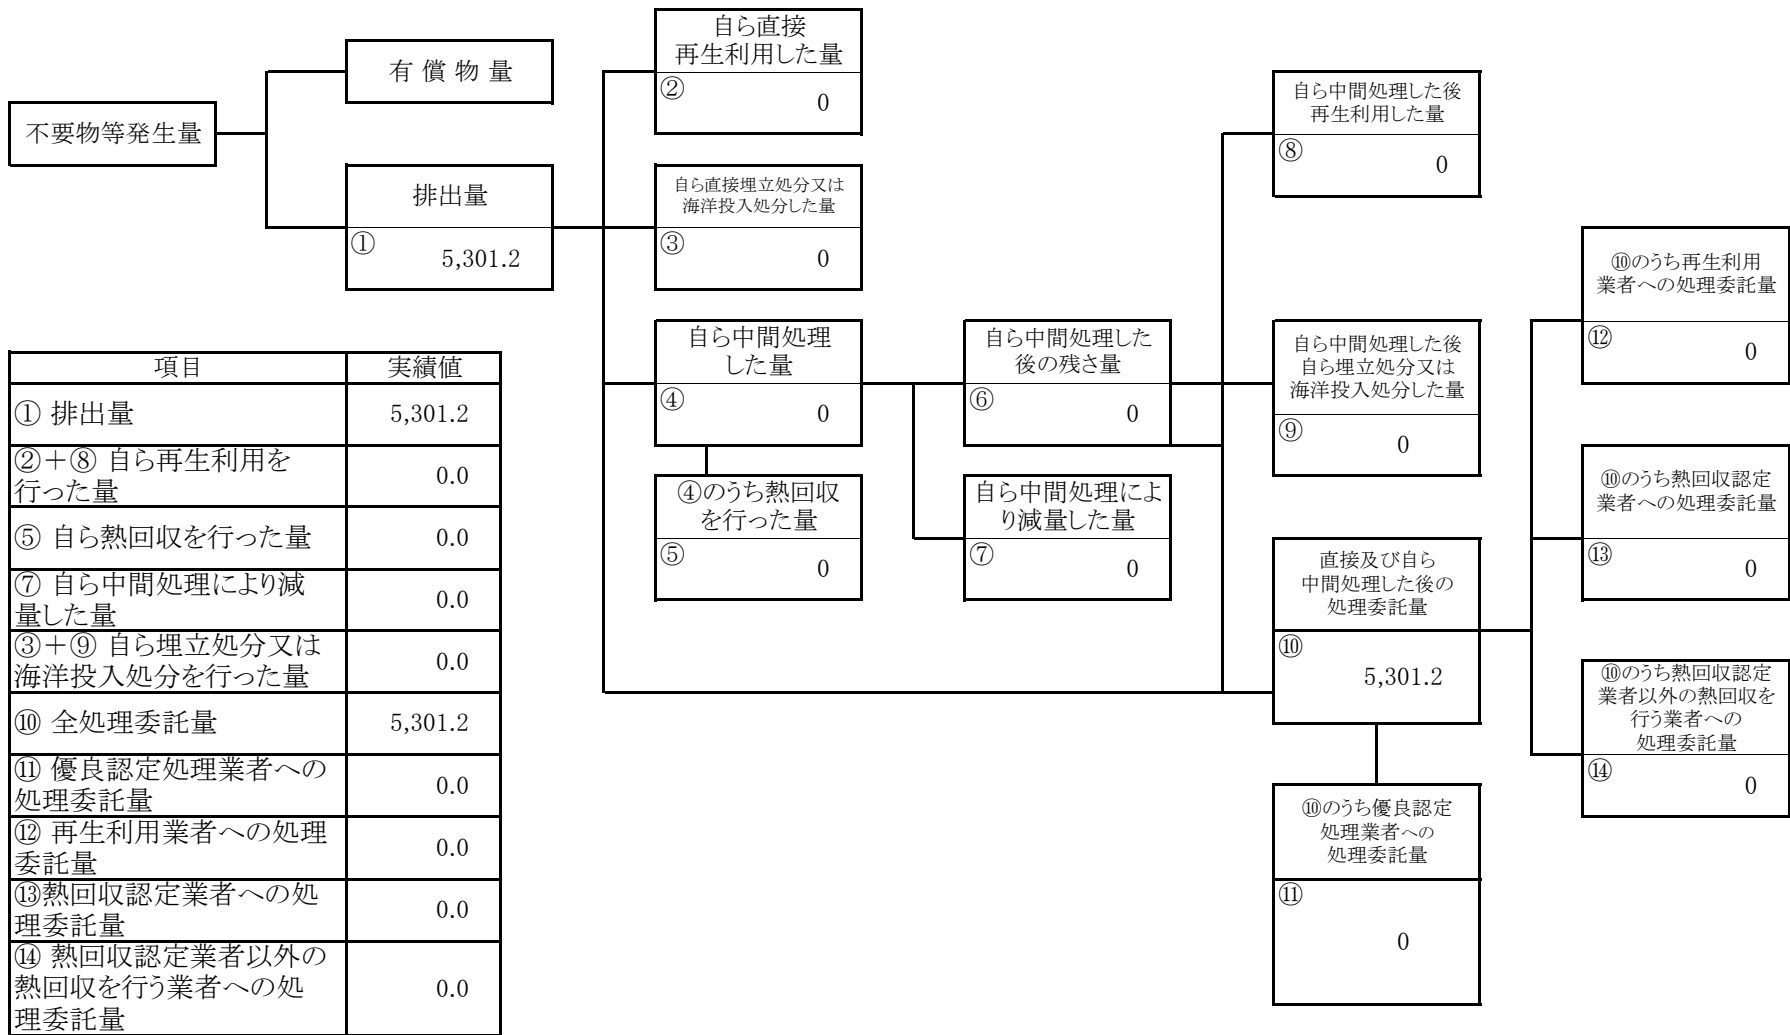 不要物等発生量
有 償 物 量
排出量
①
5,301.2
自ら直接
再生利用した量
②
0
自ら直接埋立処分又は
海洋投入処分した量
③
0
自ら中間処理
した量
④
0
④のうち熱回収
を行った量
⑤
0
自ら中間処理した
後の残さ量
⑥
0
自ら中間処理によ
り減量した量
⑦
0
自ら中間処理した後
再生利用した量
⑧
0
自ら中間処理した後
自ら埋立処分又は
海洋投入処分した量
⑨
0
直接及び自ら
中間処理した後の
処理委託量
⑩
5,301.2
⑩のうち優良認定
処理業者への
処理委託量
⑪
0
⑩のうち再生利用
業者への処理委託量
⑫
0
⑩のうち熱回収認定
業者への処理委託量
⑬
0
⑩のうち熱回収認定
業者以外の熱回収を
行う業者への
処理委託量
⑭
0
項目 実績値
① 排出量 5,301.2
②＋⑧ 自ら再生利用を
行った量 0.0
⑤ 自ら熱回収を行った量 0.0
⑦ 自ら中間処理により減
量した量 0.0
③＋⑨ 自ら埋立処分又は
海洋投入処分を行った量 0.0
⑩ 全処理委託量 5,301.2
⑪ 優良認定処理業者への
処理委託量 0.0
⑫ 再生利用業者への処理
委託量 0.0
⑬熱回収認定業者への処
理委託量 0.0
⑭ 熱回収認定業者以外の
熱回収を行う業者への処
理委託量 0.0